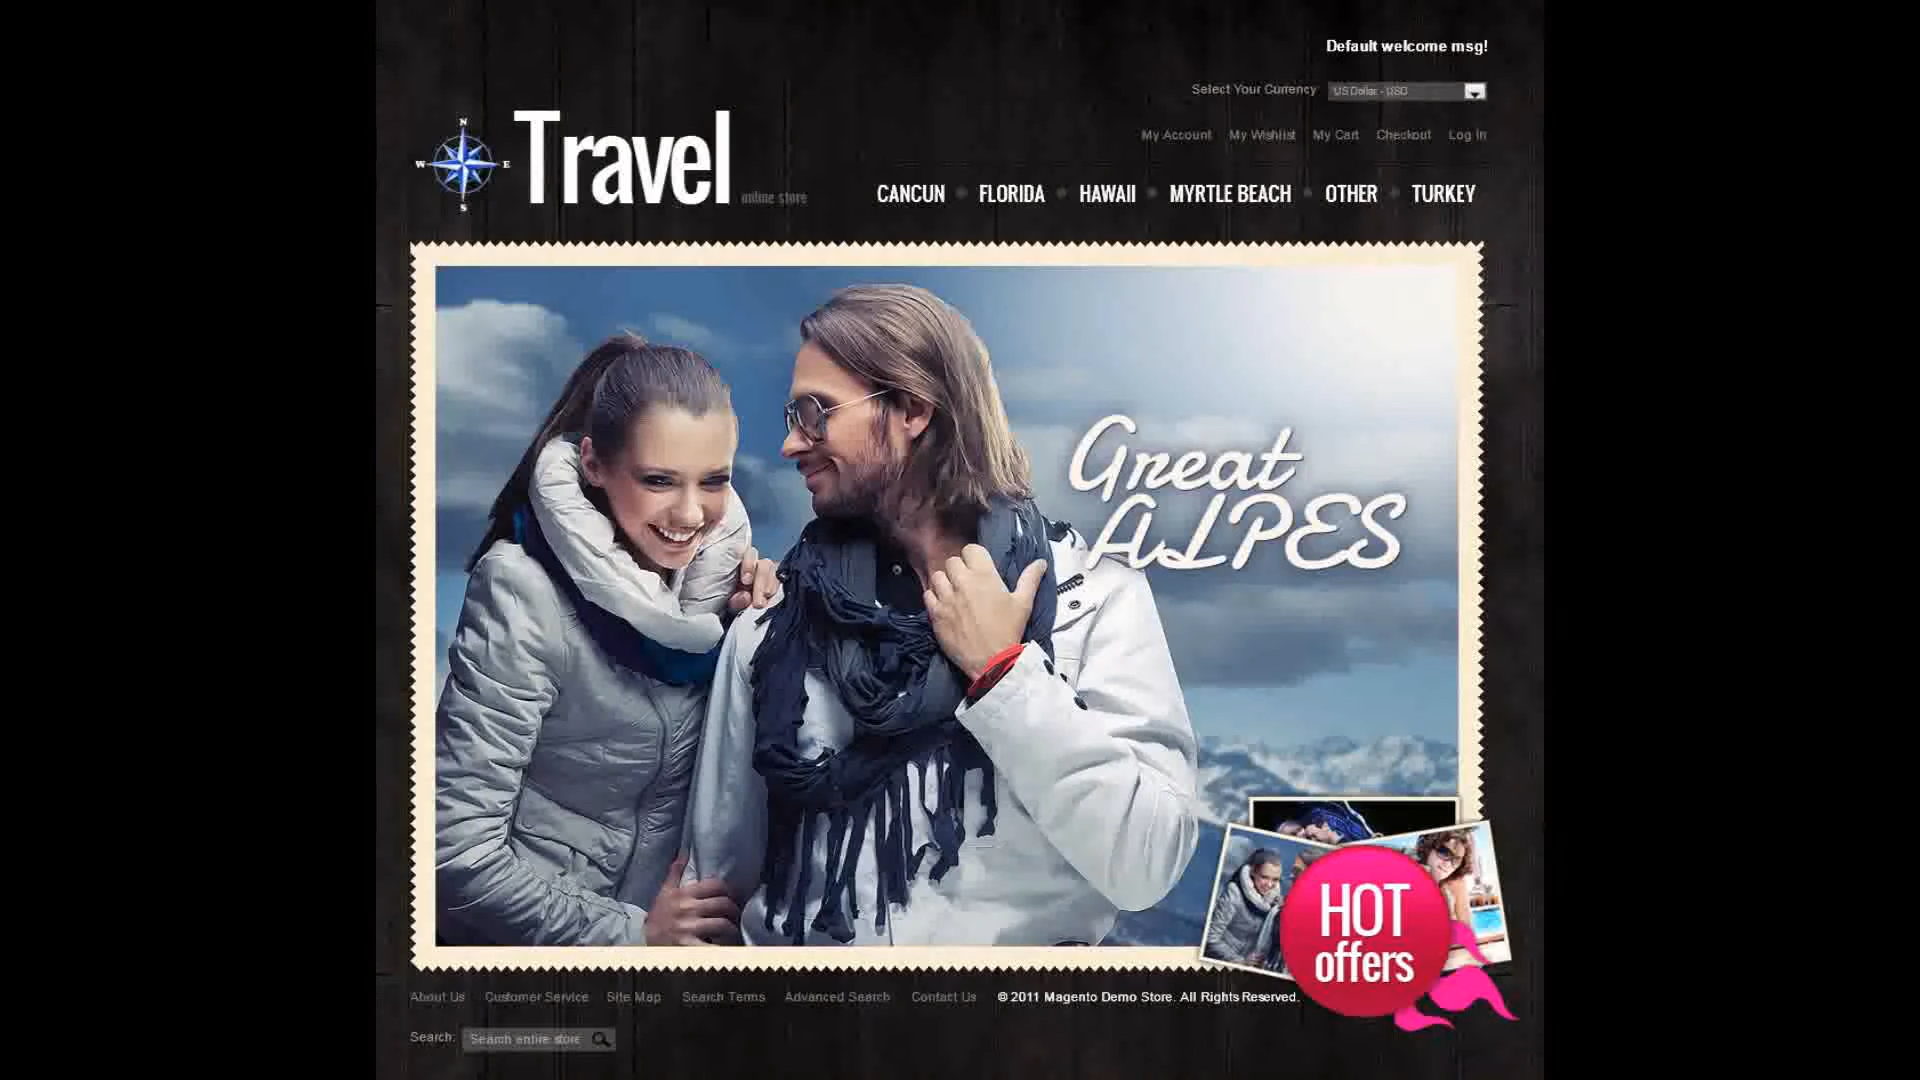 Default welcome msg!
Select Your Currency US Dollar - USD
My Account My Wishlist My Cart Checkout Log In
N
W E
S
Travel
online store
CANCUN FLORIDA HAWAII MYRTLE BEACH OTHER TURKEY
Great
ALPES
HOT
offers
About Us Customer Service Site Map Search Terms Advanced Search Contact Us © 2011 Magento Demo Store. All Rights Reserved.
Search: Search entire store